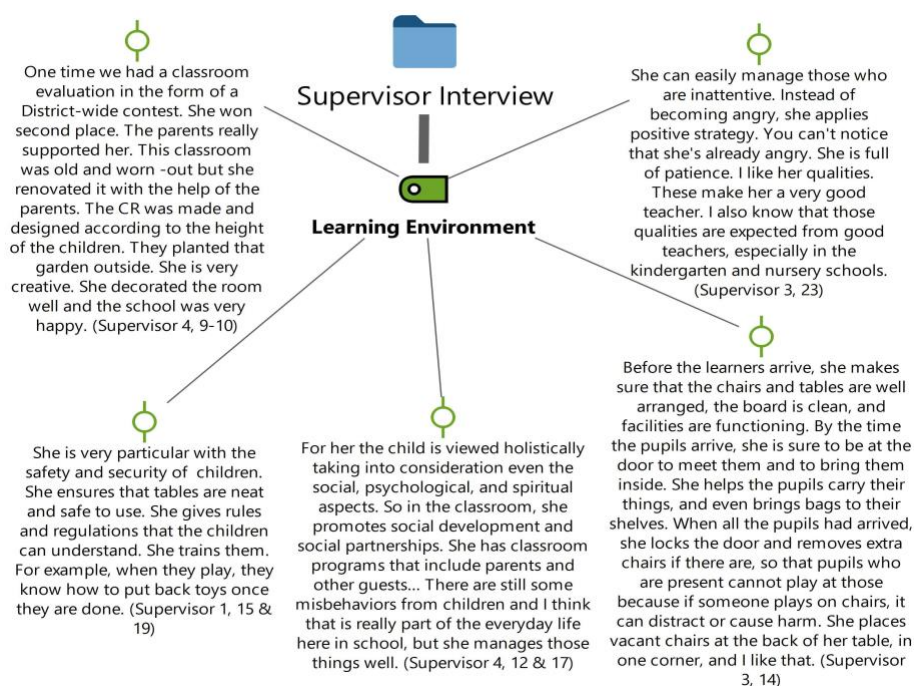 Supervisor Interview
Learning Environment
One time we had a classroom
evaluation in the form of a
District-wide contest. She won
second place. The parents really
supported her. This classroom
was old and worn -out but she
renovated it with the help of the
parents. The CR was made and
designed according to the height
of the children. They planted that
garden outside. She is very
creative. She decorated the room
well and the school was very
happy. (Supervisor 4, 9-10)
She can easily manage those who
are inattentive. Instead of
becoming angry, she applies
positive strategy. You can't notice
that she's already angry. She is full
of patience. I like her qualities.
These make her a very good
teacher. I also know that those
qualities are expected from good
teachers, especially in the
kindergarten and nursery schools.
(Supervisor 3, 23)
She is very particular with the
safety and security of children.
She ensures that tables are neat
and safe to use. She gives rules
and regulations that the children
can understand. She trains them.
For example, when they play, they
know how to put back toys once
they are done. (Supervisor 1, 15 &
19)
For her the child is viewed holistically
taking into consideration even the
social, psychological, and spiritual
aspects. So in the classroom, she
promotes social development and
social partnerships. She has classroom
programs that include parents and
other guests... There are still some
misbehaviors from children and I think
that is really part of the everyday life
here in school, but she manages those
things well. (Supervisor 4, 12 & 17)
Before the learners arrive, she makes
sure that the chairs and tables are well
arranged, the board is clean, and
facilities are functioning. By the time
the pupils arrive, she is sure to be at the
door to meet them and to bring them
inside. She helps the pupils carry their
things, and even brings bags to their
shelves. When all the pupils had arrived,
she locks the door and removes extra
chairs if there are, so that pupils who
are present cannot play at those
because if someone plays on chairs, it
can distract or cause harm. She places
vacant chairs at the back of her table, in
one corner, and I like that. (Supervisor
3, 14)